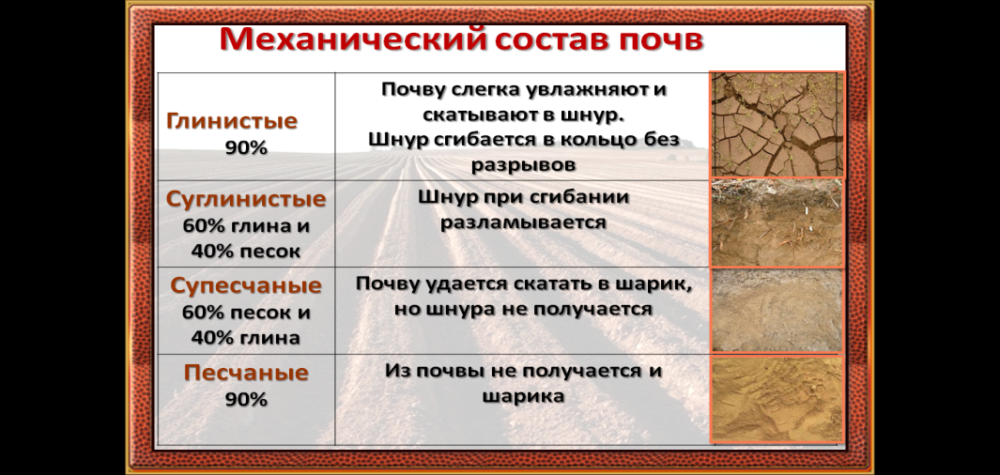 Механический состав почв
Глинистые
90%
Почву слегка увлажняют и
скатывают в шнур.
Шнур сгибается в кольцо без
разрывов
Суглинистые
60% глина и
40% песок
Шнур при сгибании
разламывается
Супесчаные
60% песок и
40% глина
Почву удается скатать в шарик,
но шнура не получается
Песчаные
90%
Из почвы не получается и
шарика